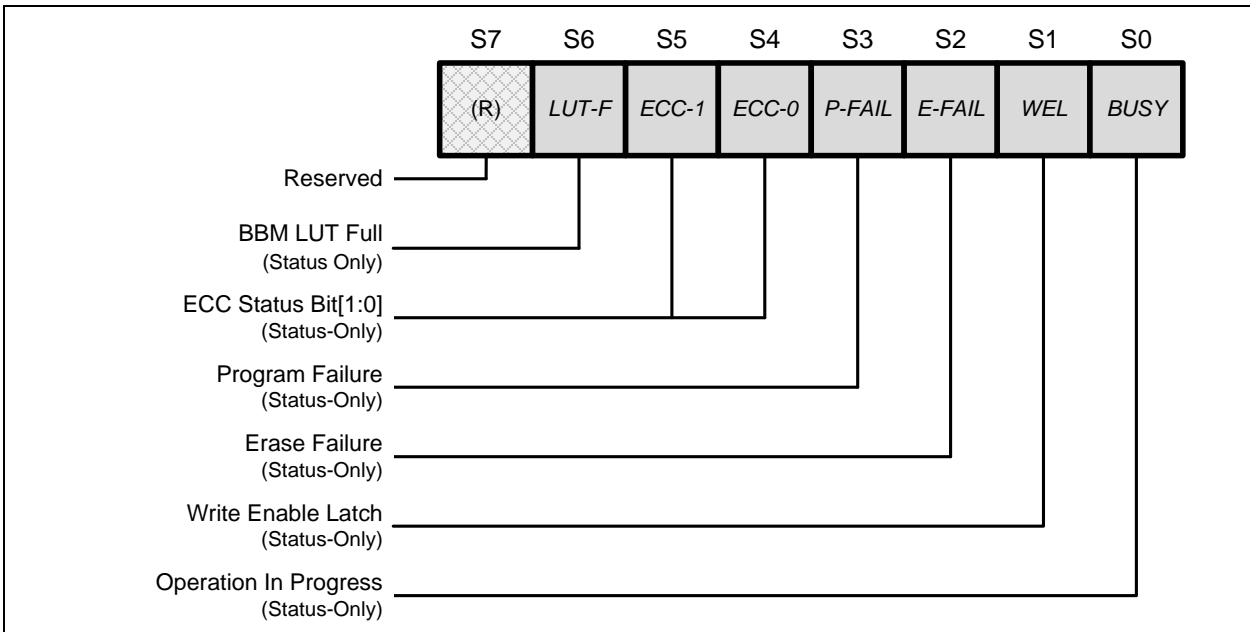 S7 S6 S5 S4 S3 S2 S1 S0
(R) LUT-F ECC-1 ECC-0 P-FAIL E-FAIL WEL BUSY
Reserved
BBM LUT Full
(Status Only)
ECC Status Bit[1:0]
(Status-Only)
Program Failure
(Status-Only)
Erase Failure
(Status-Only)
Write Enable Latch
(Status-Only)
Operation In Progress
(Status-Only)